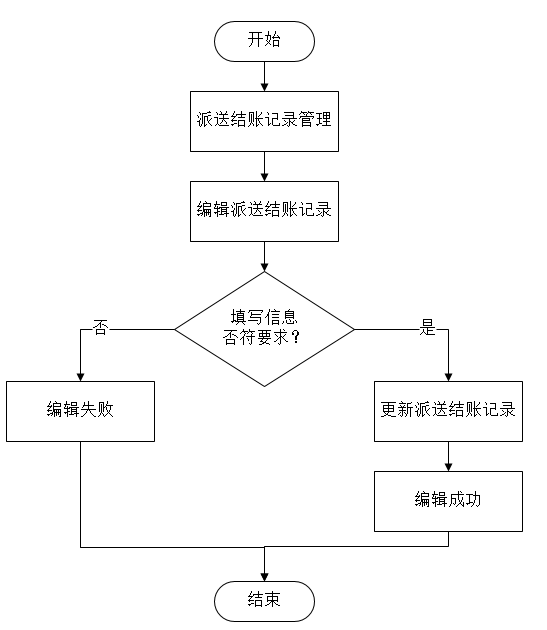 开始
派送结账记录管理
编辑派送结账记录
填写信息
否符要求？
否
是
编辑失败
更新派送结账记录
编辑成功
结束